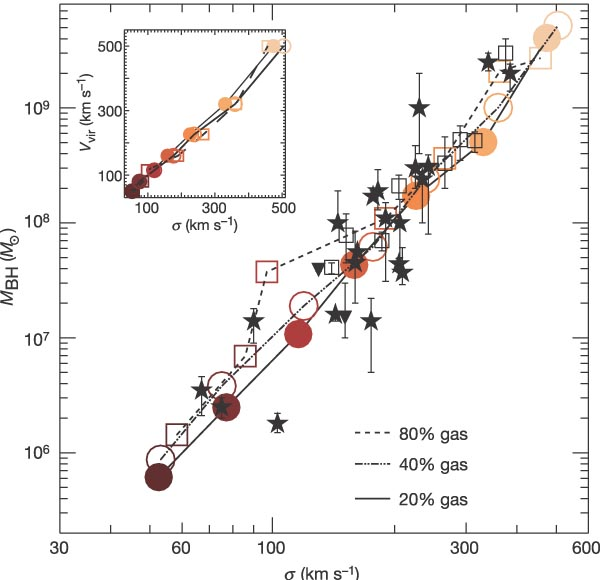 500
300
100
V_vir (km s⁻¹)
100
300
500
σ (km s⁻¹)
10⁹
10⁸
10⁷
10⁶
M_BH (M_⊙)
80% gas
40% gas
20% gas
30
60
100
300
600
σ (km s⁻¹)